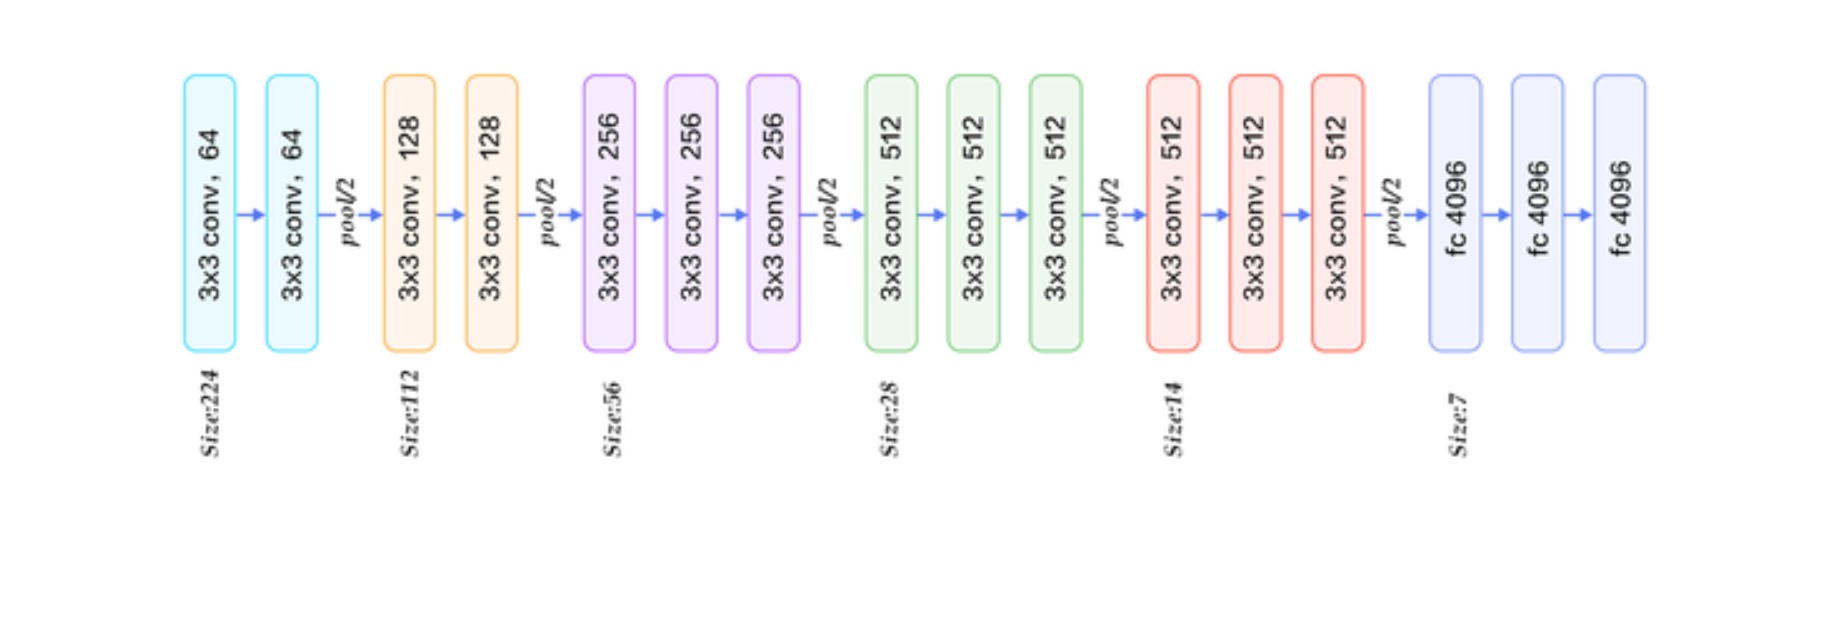 3x3 conv, 64
3x3 conv, 64
pool/2
3x3 conv, 128
3x3 conv, 128
pool/2
3x3 conv, 256
3x3 conv, 256
3x3 conv, 256
pool/2
3x3 conv, 512
3x3 conv, 512
3x3 conv, 512
pool/2
3x3 conv, 512
3x3 conv, 512
3x3 conv, 512
pool/2
fc 4096
fc 4096
fc 4096
Size:224
Size:112
Size:56
Size:28
Size:14
Size:7